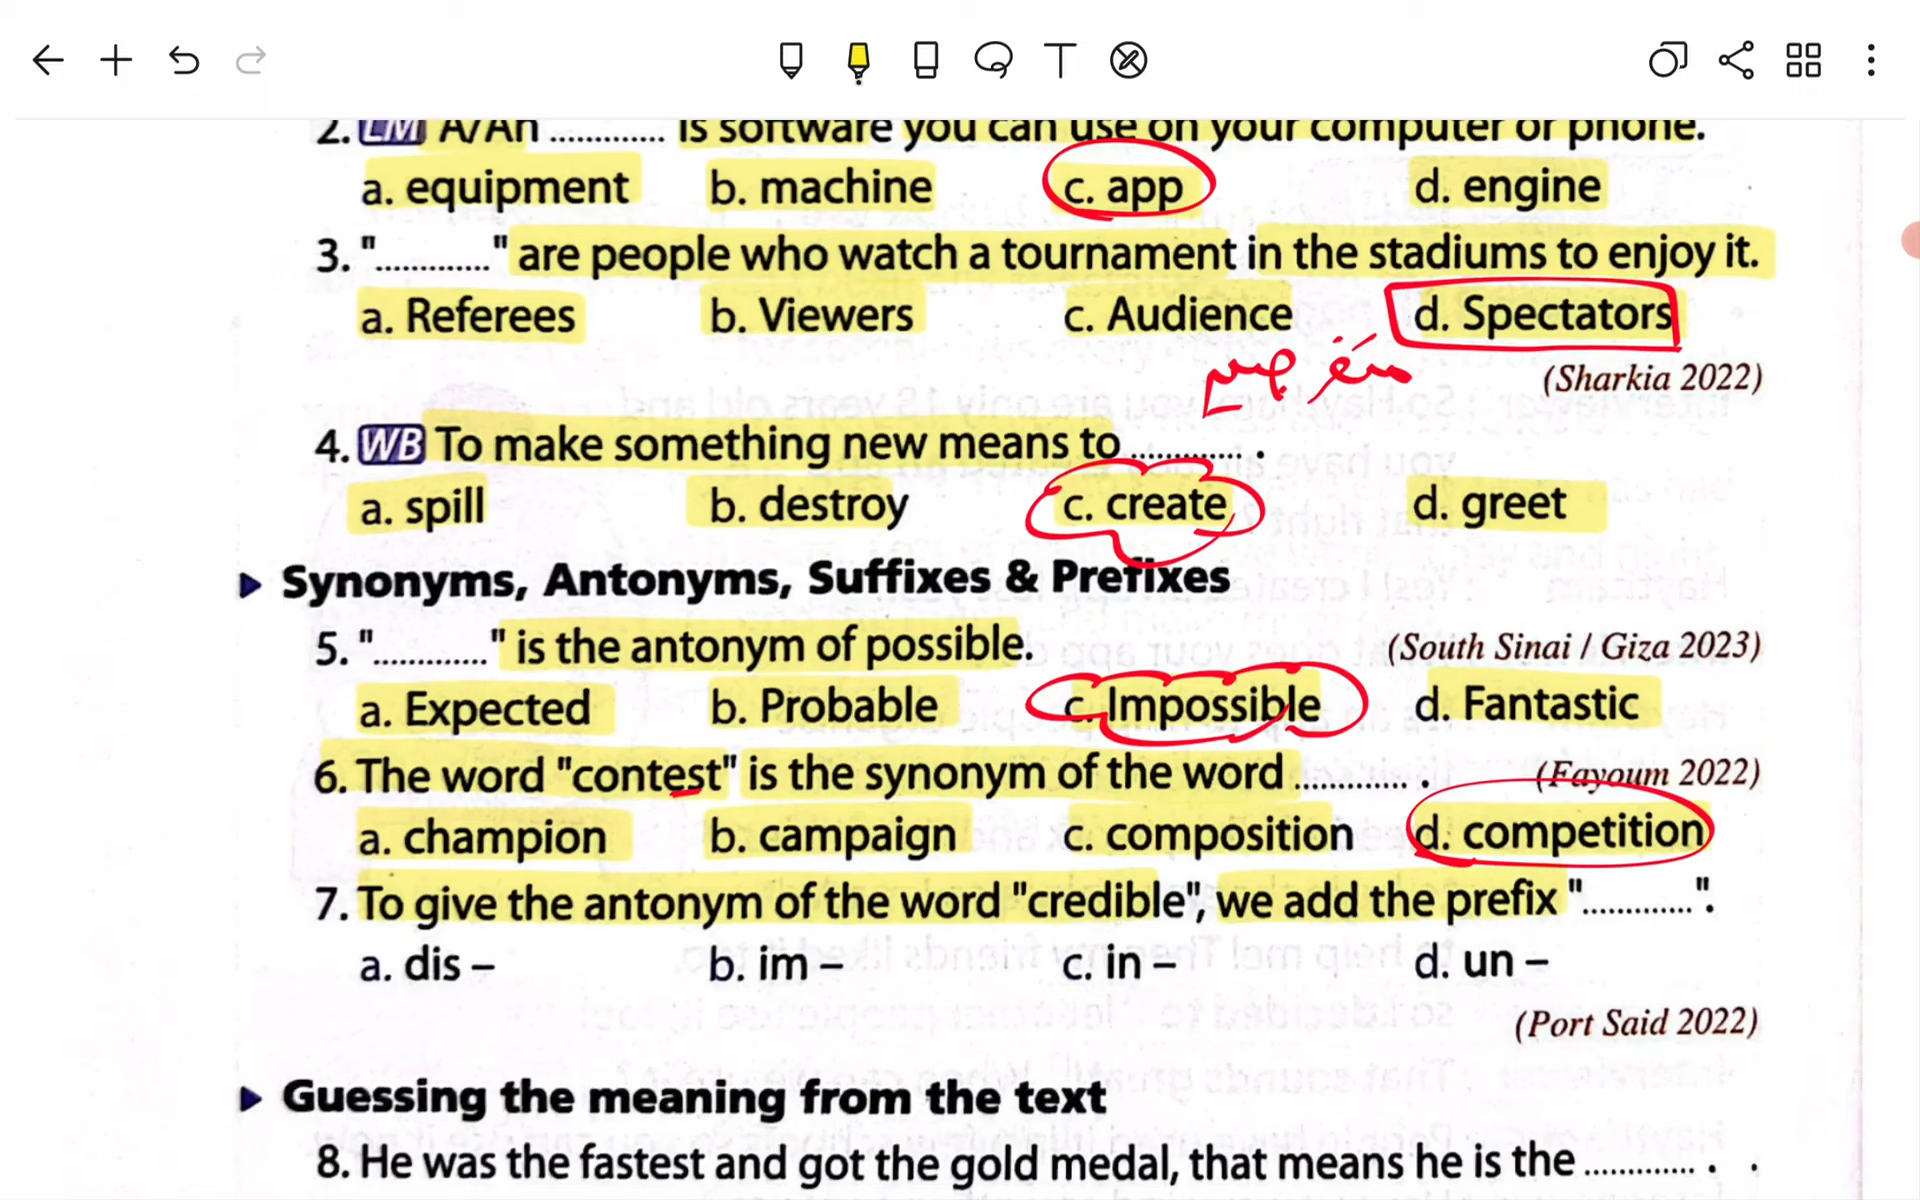 2. LM A/An ............. is software you can use on your computer or phone.
a. equipment b. machine c. app d. engine
3. "............." are people who watch a tournament in the stadiums to enjoy it.
a. Referees b. Viewers c. Audience d. Spectators
(Sharkia 2022)
4. WB To make something new means to ............. .
a. spill b. destroy c. create d. greet
Synonyms, Antonyms, Suffixes & Prefixes
5. "............." is the antonym of possible. (South Sinai / Giza 2023)
a. Expected b. Probable c. Impossible d. Fantastic
6. The word "contest" is the synonym of the word ............. . (Fayoum 2022)
a. champion b. campaign c. composition d. competition
7. To give the antonym of the word "credible", we add the prefix ".............".
a. dis – b. im – c. in – d. un –
(Port Said 2022)
Guessing the meaning from the text
8. He was the fastest and got the gold medal, that means he is the ............. .